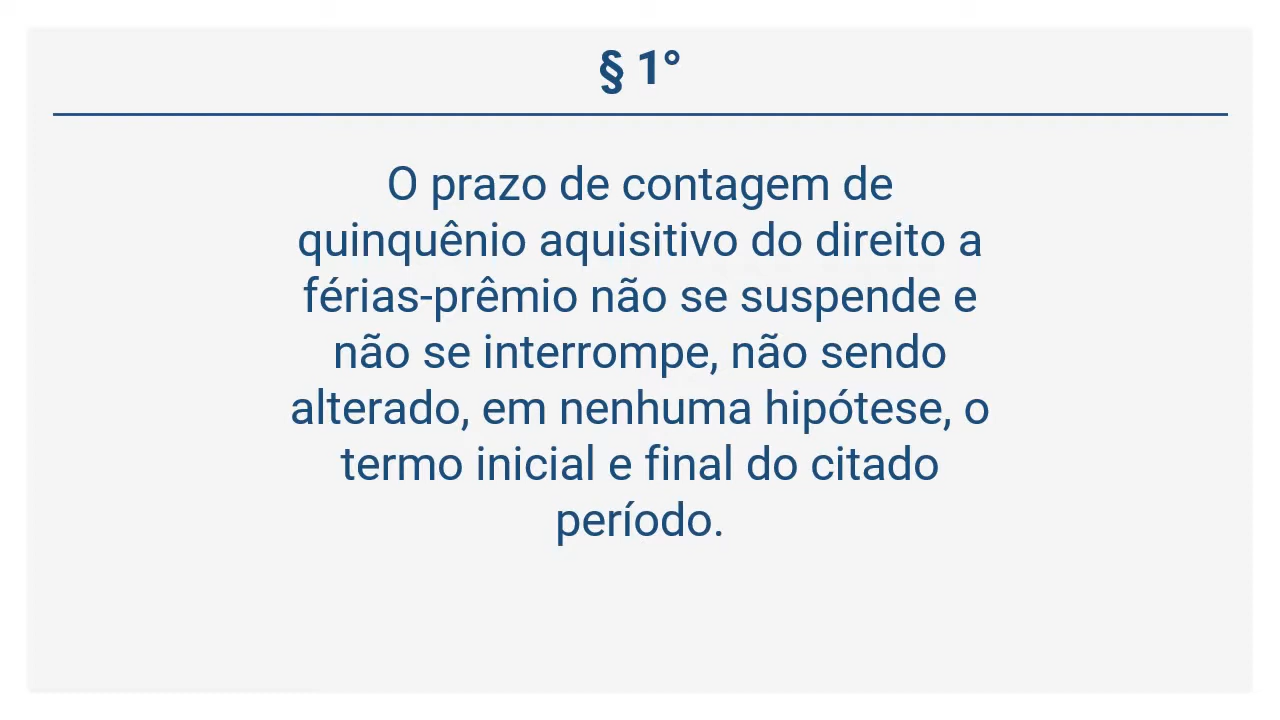 § 1°
O prazo de contagem de
quinquênio aquisitivo do direito a
férias-prêmio não se suspende e
não se interrompe, não sendo
alterado, em nenhuma hipótese, o
termo inicial e final do citado
período.